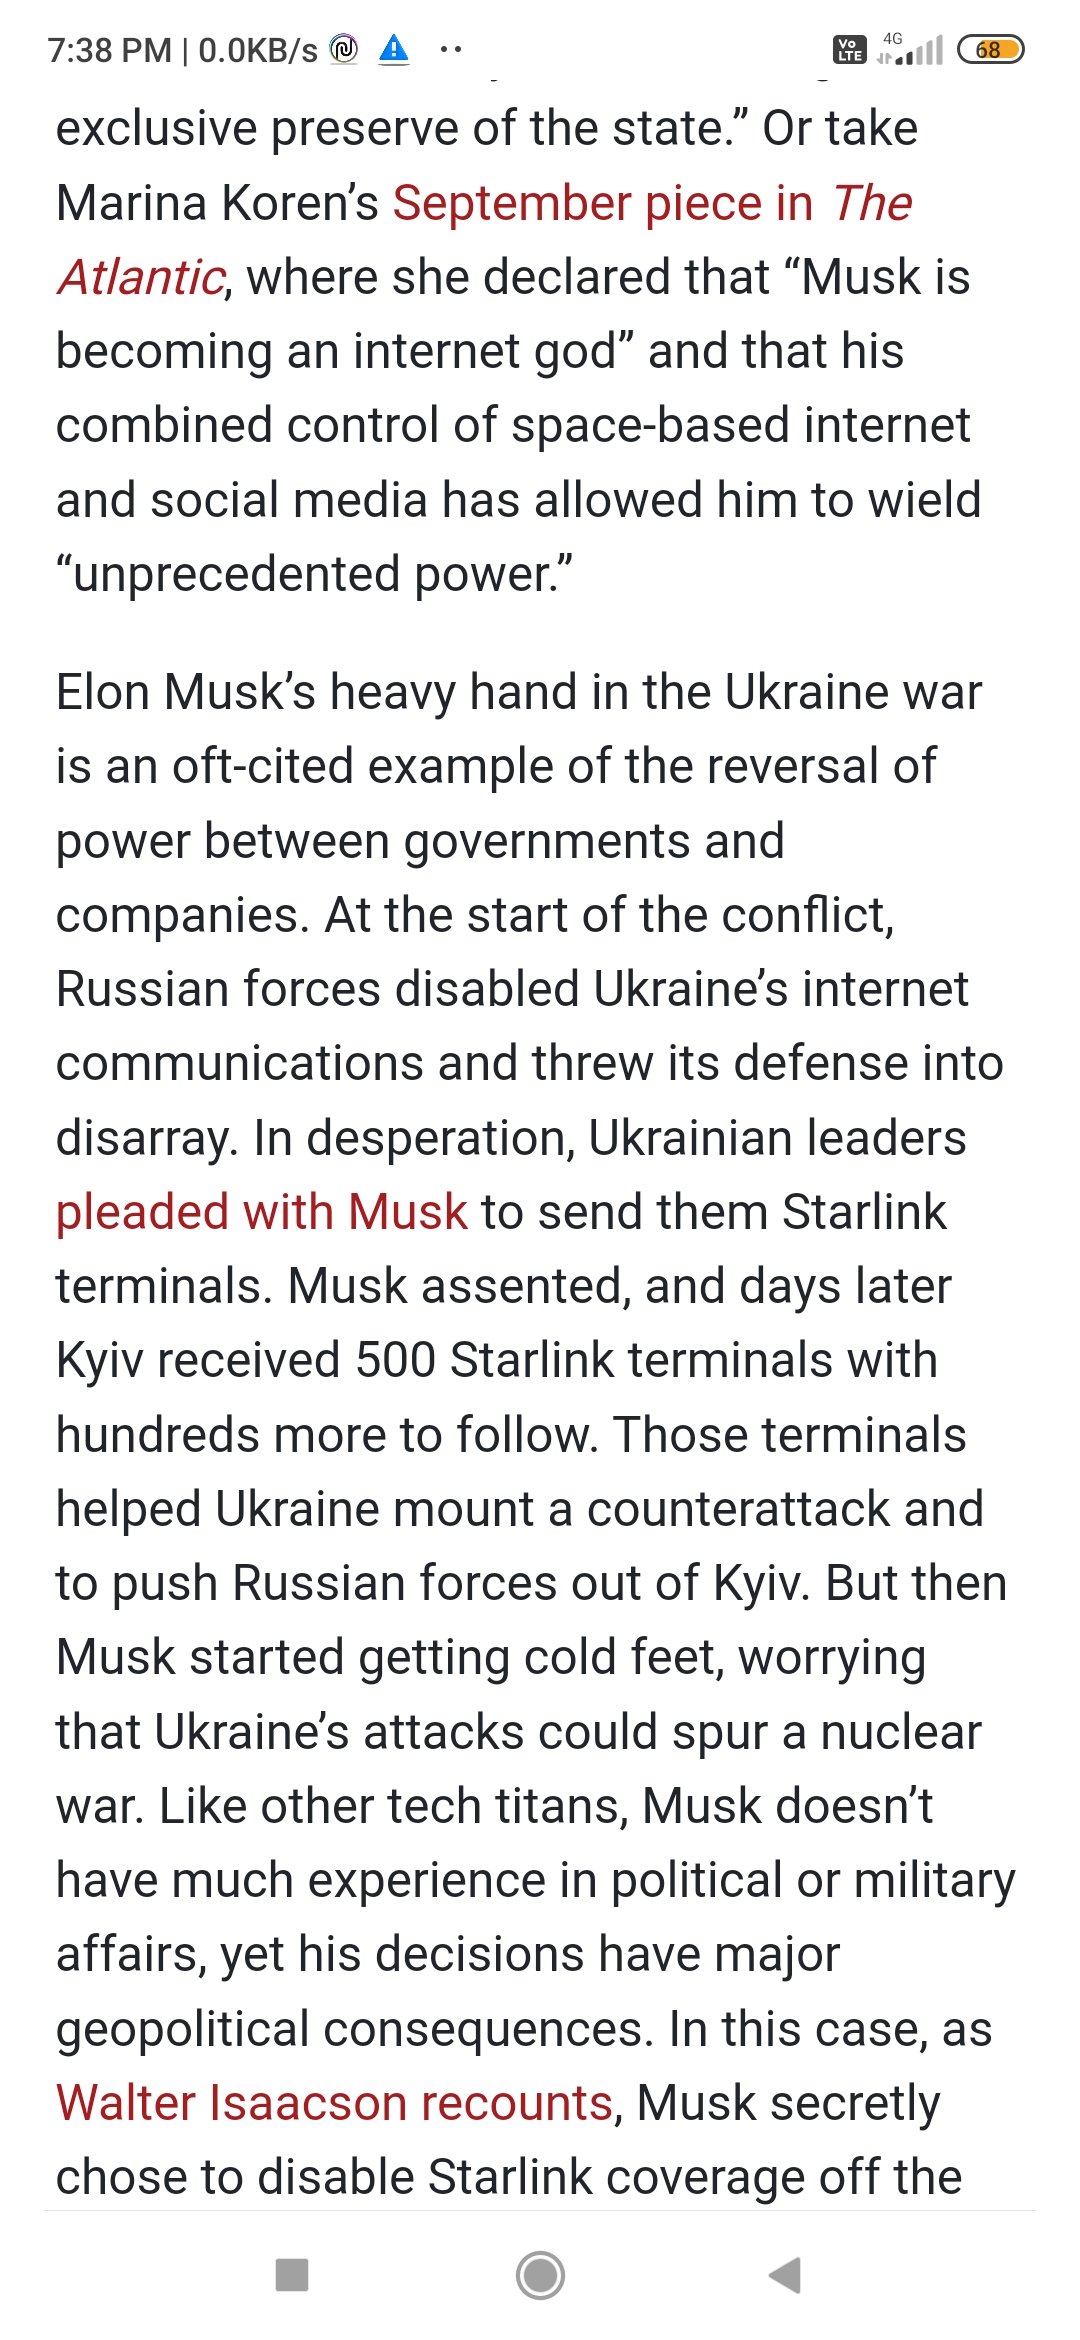 7:38 PM | 0.0KB/s
Vo LTE 4G 68
exclusive preserve of the state.” Or take
Marina Koren’s September piece in The
Atlantic, where she declared that “Musk is
becoming an internet god” and that his
combined control of space-based internet
and social media has allowed him to wield
“unprecedented power.”
Elon Musk’s heavy hand in the Ukraine war
is an oft-cited example of the reversal of
power between governments and
companies. At the start of the conflict,
Russian forces disabled Ukraine’s internet
communications and threw its defense into
disarray. In desperation, Ukrainian leaders
pleaded with Musk to send them Starlink
terminals. Musk assented, and days later
Kyiv received 500 Starlink terminals with
hundreds more to follow. Those terminals
helped Ukraine mount a counterattack and
to push Russian forces out of Kyiv. But then
Musk started getting cold feet, worrying
that Ukraine’s attacks could spur a nuclear
war. Like other tech titans, Musk doesn’t
have much experience in political or military
affairs, yet his decisions have major
geopolitical consequences. In this case, as
Walter Isaacson recounts, Musk secretly
chose to disable Starlink coverage off the